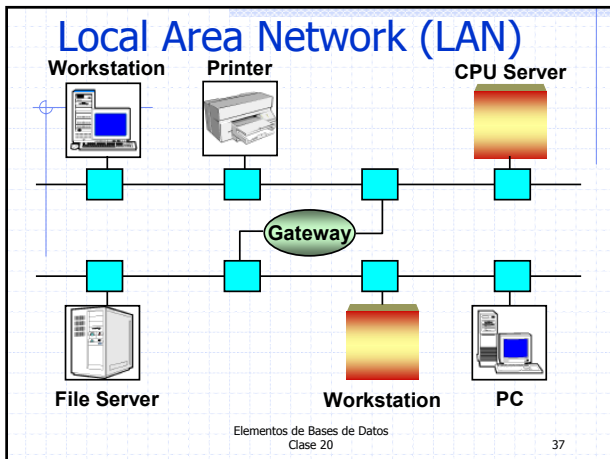 Local Area Network (LAN)
Workstation
Printer
CPU Server
Gateway
File Server
Workstation
PC
Elementos de Bases de Datos
Clase 20
37